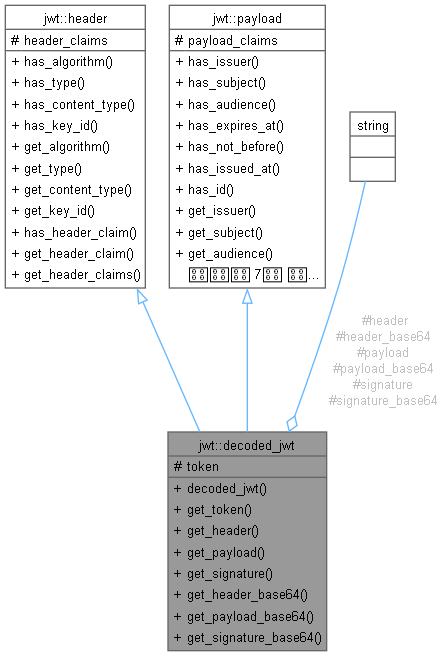 jwt::header
# header_claims
+ has_algorithm()
+ has_type()
+ has_content_type()
+ has_key_id()
+ get_algorithm()
+ get_type()
+ get_content_type()
+ get_key_id()
+ has_header_claim()
+ get_header_claim()
+ get_header_claims()
jwt::payload
# payload_claims
+ has_issuer()
+ has_subject()
+ has_audience()
+ has_expires_at()
+ has_not_before()
+ has_issued_at()
+ has_id()
+ get_issuer()
+ get_subject()
+ get_audience()
7 ...
string
#header
#header_base64
#payload
#payload_base64
#signature
#signature_base64
jwt::decoded_jwt
# token
+ decoded_jwt()
+ get_token()
+ get_header()
+ get_payload()
+ get_signature()
+ get_header_base64()
+ get_payload_base64()
+ get_signature_base64()